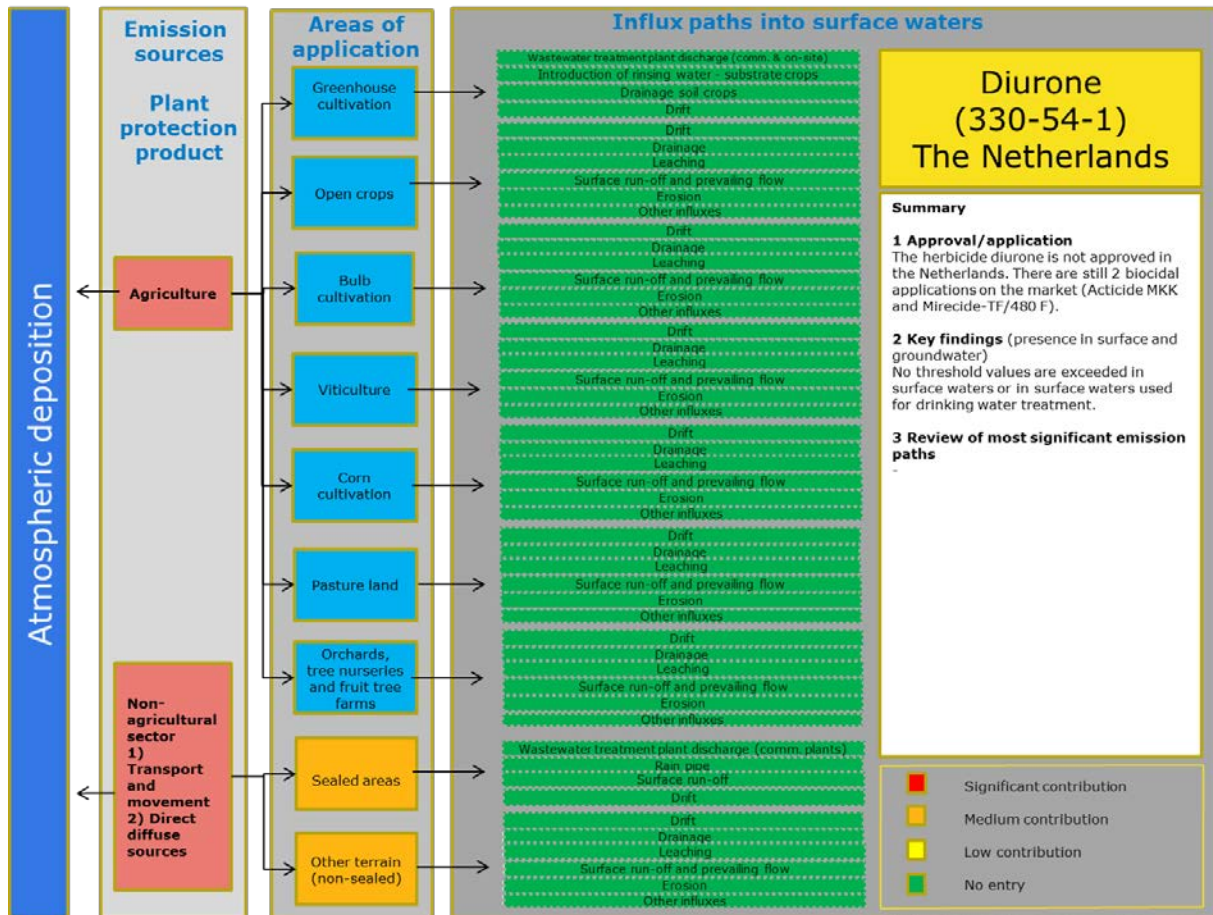 Atmospheric deposition
Emission
sources
Plant
protection
product
Agriculture
Non-
agricultural
sector
1)
Transport
and
movement
2) Direct
diffuse
sources
Areas of
application
Greenhouse
cultivation
Open crops
Bulb
cultivation
Viticulture
Corn
cultivation
Pasture land
Orchards,
tree nurseries
and fruit tree
farms
Sealed areas
Other terrain
(non-sealed)
Influx paths into surface waters
Wastewater treatment plant discharge (comm. & on-site)
Introduction of rinsing water - substrate crops
Drainage soil crops
Drift
Drift
Drainage
Leaching
Surface run-off and prevailing flow
Erosion
Other influxes
Drift
Drainage
Leaching
Surface run-off and prevailing flow
Erosion
Other influxes
Drift
Drainage
Leaching
Surface run-off and prevailing flow
Erosion
Other influxes
Drift
Drainage
Leaching
Surface run-off and prevailing flow
Erosion
Other influxes
Drift
Drainage
Leaching
Surface run-off and prevailing flow
Erosion
Other influxes
Drift
Drainage
Leaching
Surface run-off and prevailing flow
Erosion
Other influxes
Wastewater treatment plant discharge (comm. plants)
Rain pipe
Surface run-off
Drift
Drift
Drainage
Leaching
Surface run-off and prevailing flow
Erosion
Other influxes
Diurone
(330-54-1)
The Netherlands
Summary
1 Approval/application
The herbicide diurone is not approved in
the Netherlands. There are still 2 biocidal
applications on the market (Acticide MKK
and Mirecide-TF/480 F).
2 Key findings (presence in surface and
groundwater)
No threshold values are exceeded in
surface waters or in surface waters used
for drinking water treatment.
3 Review of most significant emission
paths
-
Significant contribution
Medium contribution
Low contribution
No entry